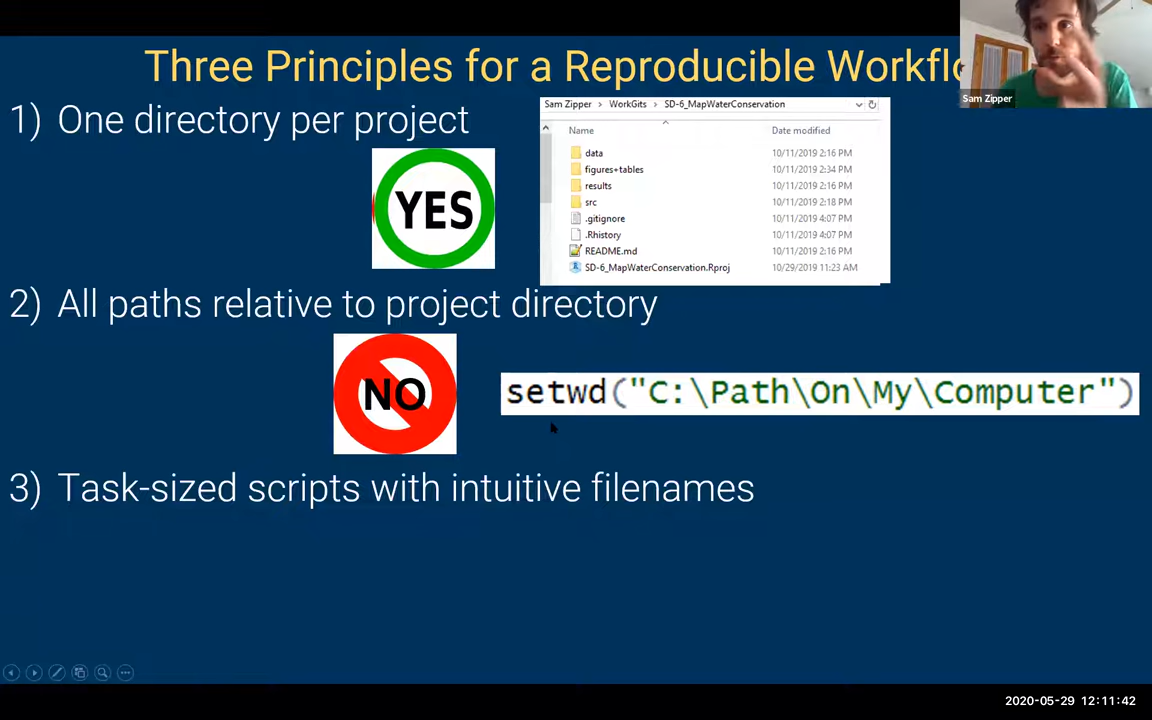 Three Principles for a Reproducible Workflo
Sam Zipper
1) One directory per project
YES
Sam Zipper > WorkGits > SD-6_MapWaterConservation
Name Date modified
data 10/11/2019 2:16 PM
figures+tables 10/11/2019 2:34 PM
results 10/11/2019 2:16 PM
src 10/11/2019 2:18 PM
.gitignore 10/11/2019 4:07 PM
.Rhistory 10/11/2019 4:07 PM
README.md 10/11/2019 2:16 PM
SD-6_MapWaterConservation.Rproj 10/29/2019 11:23 AM
2) All paths relative to project directory
NO
setwd("C:\Path\On\My\Computer")
3) Task-sized scripts with intuitive filenames
2020-05-29 12:11:42